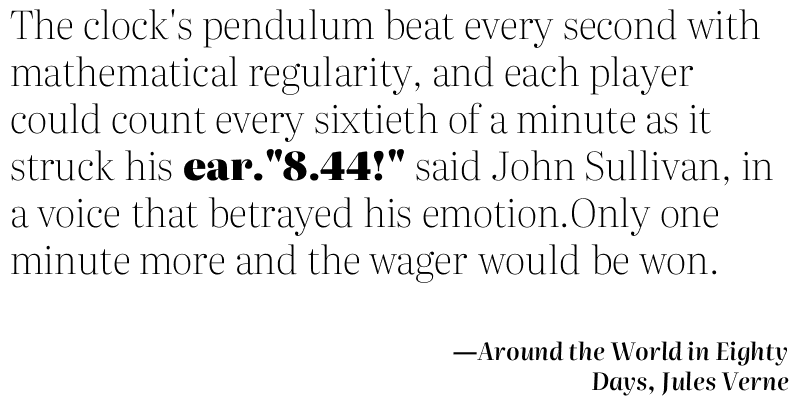 The clock's pendulum beat every second with
mathematical regularity, and each player
could count every sixtieth of a minute as it
struck his ear."8.44!" said John Sullivan, in
a voice that betrayed his emotion.Only one
minute more and the wager would be won.
—Around the World in Eighty
Days, Jules Verne